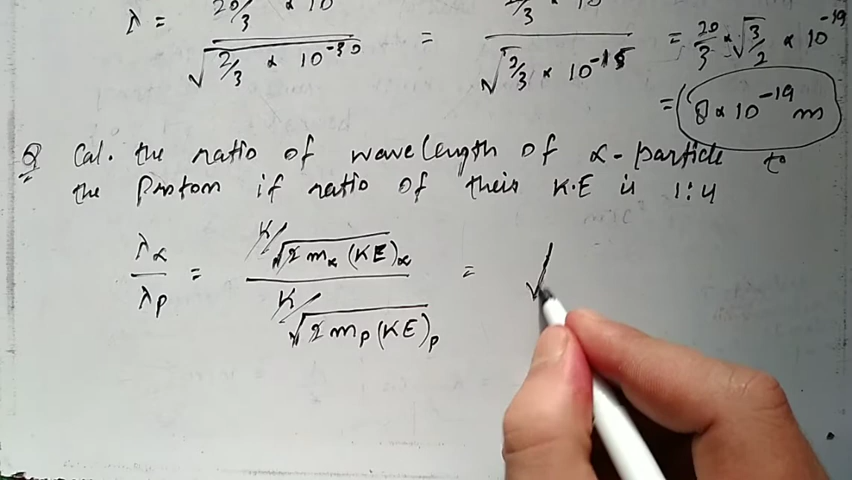 λ = 20/3 × 10 / √(2/3 × 10⁻³⁰) = 2/3 × 10 / √2/3 × 10⁻¹⁵ = 20/3 × √3/2 × 10⁻¹⁹
= 8 × 10⁻¹⁹ m
Q Cal. the ratio of wavelength of α-particle to
the proton if ratio of their K.E is 1:4
λα / λp = h/√(2 mα (KE)α) / h/√(2 mp (KE)p) = √